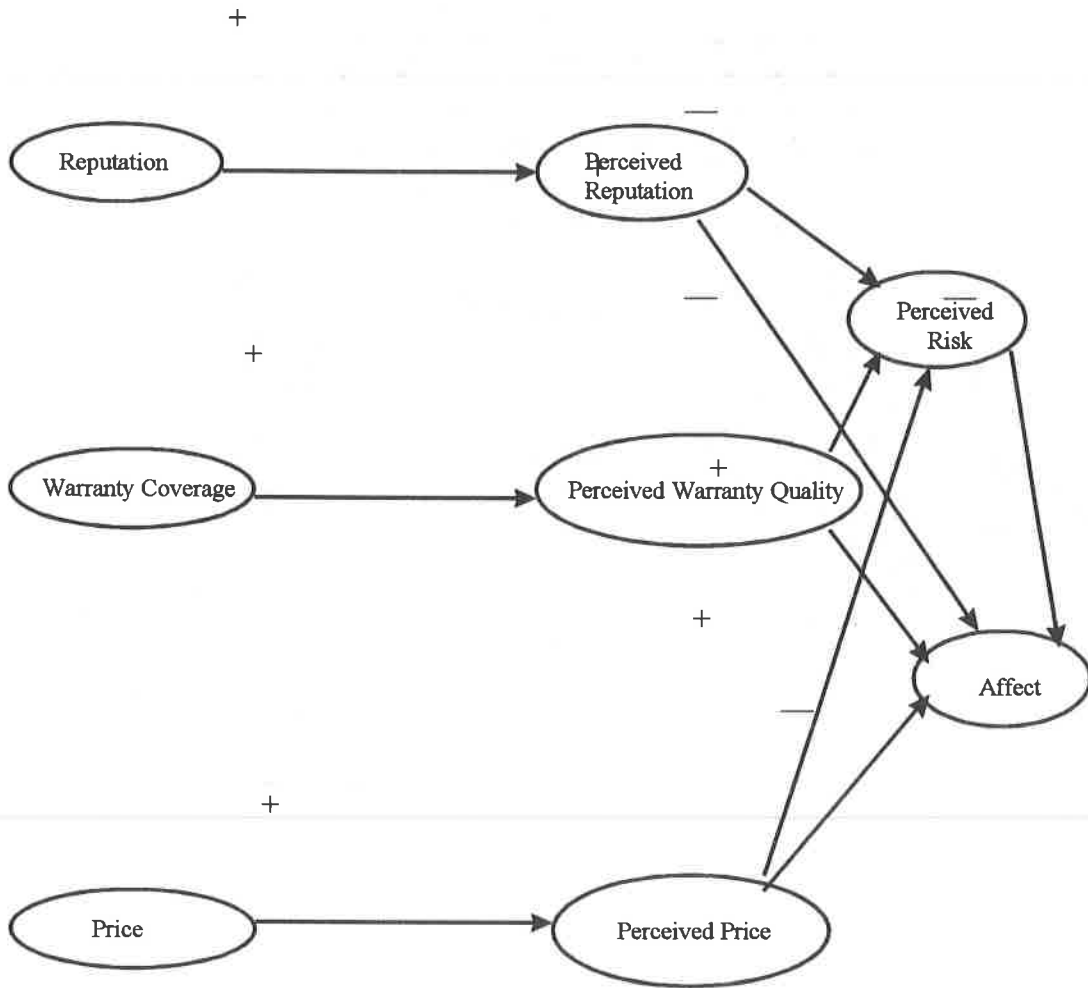 +
—
Reputation
Perceived
+
Reputation
—
—
Perceived
Risk
+
+
Warranty Coverage
Perceived Warranty Quality
+
Affect
—
+
Price
Perceived Price